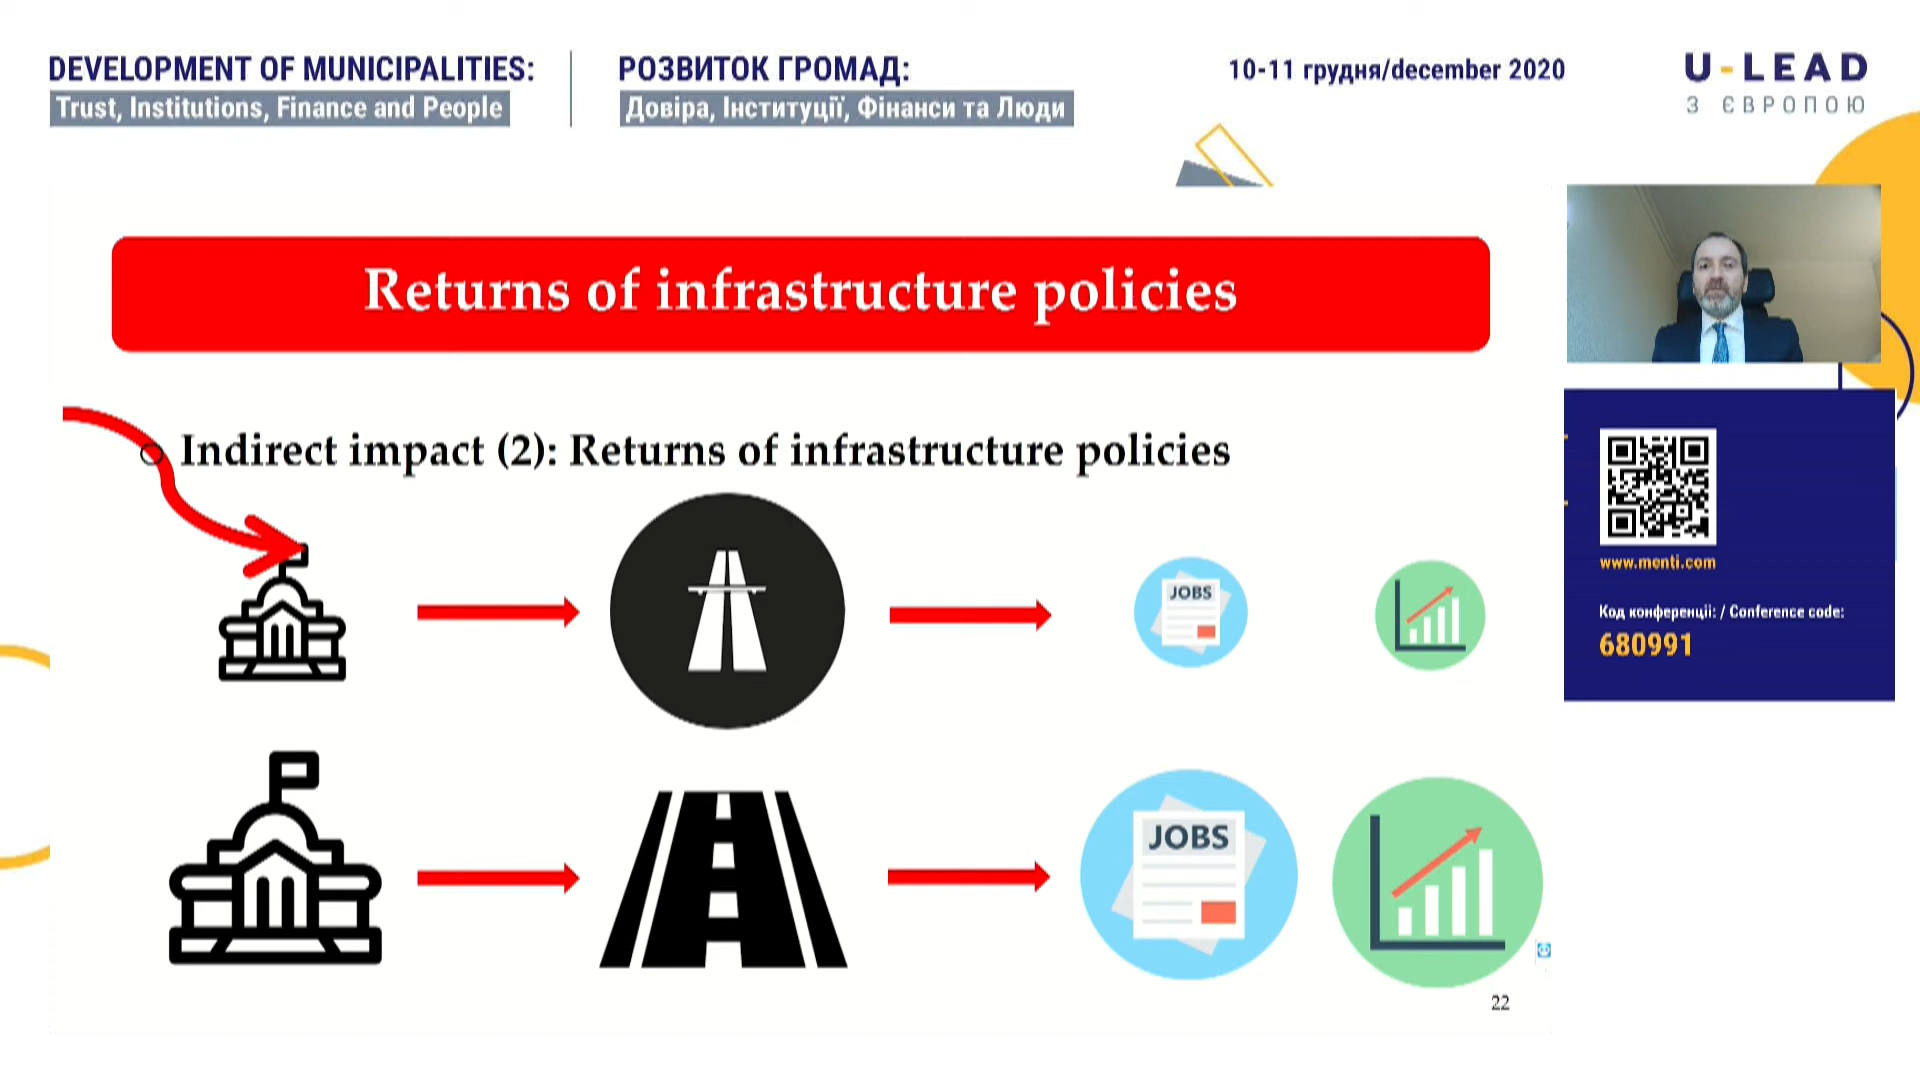 DEVELOPMENT OF MUNICIPALITIES:
Trust, Institutions, Finance and People
РОЗВИТОК ГРОМАД:
Довіра, Інституції, Фінанси та Люди
10-11 грудня/december 2020
U-LEAD
З ЄВРОПОЮ
Returns of infrastructure policies
Indirect impact (2): Returns of infrastructure policies
JOBS
JOBS
22
www.menti.com
Код конференції: / Conference code:
680991